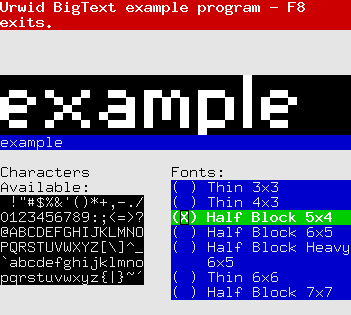 Urwid BigText example program - F8
exits.
example
example
Characters
Available:
 !"#$%&'()*+,-./
0123456789:;<=>?
@ABCDEFGHIJKLMNO
PQRSTUVWXYZ[\]^_
`abcdefghijklmno
pqrstuvwxyz{|}~´
Fonts:
( ) Thin 3x3
( ) Thin 4x3
(X) Half Block 5x4
( ) Half Block 6x5
( ) Half Block Heavy
6x5
( ) Thin 6x6
( ) Half Block 7x7